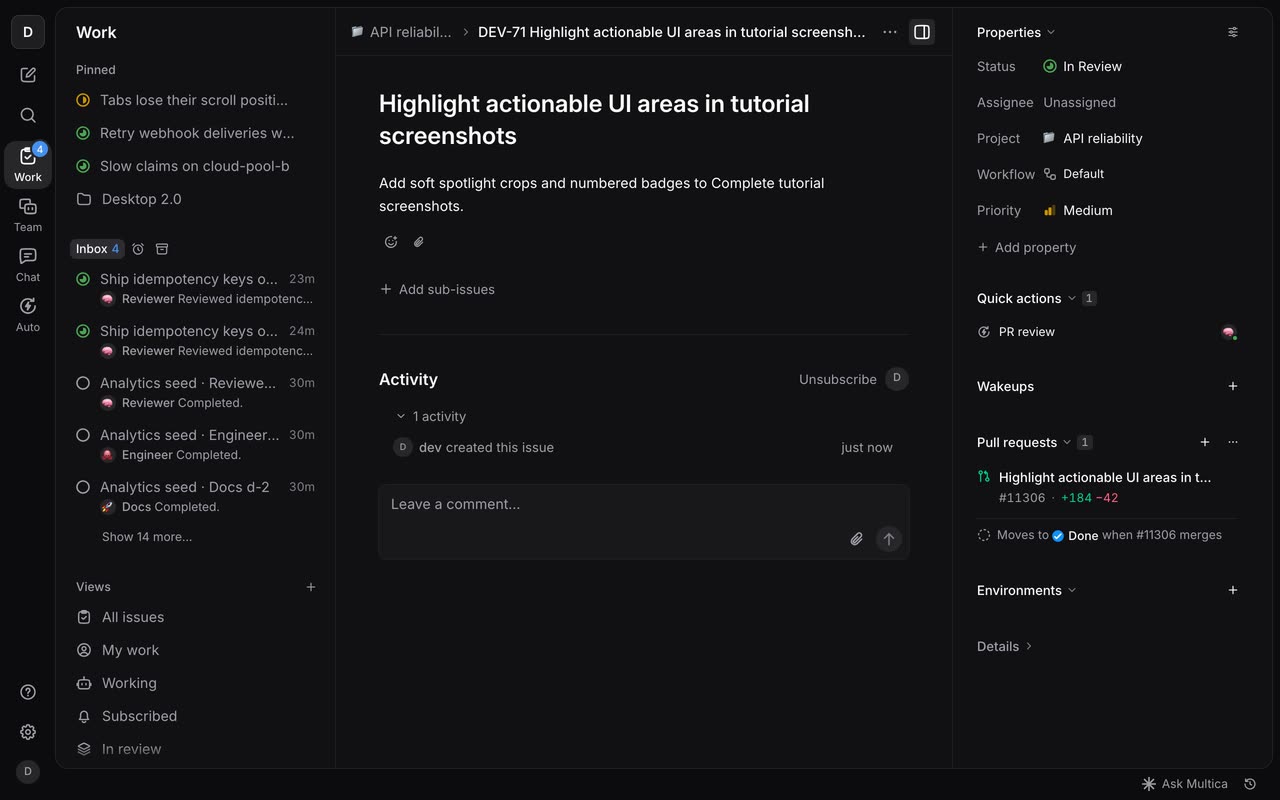 D
4
Work
Team
Chat
Auto
D
Work
Pinned
Tabs lose their scroll positi...
Retry webhook deliveries w...
Slow claims on cloud-pool-b
Desktop 2.0
Inbox 4
Ship idempotency keys o... 23m
Reviewer Reviewed idempotenc...
Ship idempotency keys o... 24m
Reviewer Reviewed idempotenc...
Analytics seed · Reviewe... 30m
Reviewer Completed.
Analytics seed · Engineer... 30m
Engineer Completed.
Analytics seed · Docs d-2 30m
Docs Completed.
Show 14 more...
Views
All issues
My work
Working
Subscribed
In review
API reliabil... > DEV-71 Highlight actionable UI areas in tutorial screensh...
Highlight actionable UI areas in tutorial
screenshots
Add soft spotlight crops and numbered badges to Complete tutorial
screenshots.
Add sub-issues
Activity
Unsubscribe D
1 activity
D dev created this issue just now
Leave a comment...
Properties
Status In Review
Assignee Unassigned
Project API reliability
Workflow Default
Priority Medium
+ Add property
Quick actions 1
PR review
Wakeups
Pull requests 1
Highlight actionable UI areas in t...
#11306 · +184 −42
Moves to Done when #11306 merges
Environments
Details
Ask Multica